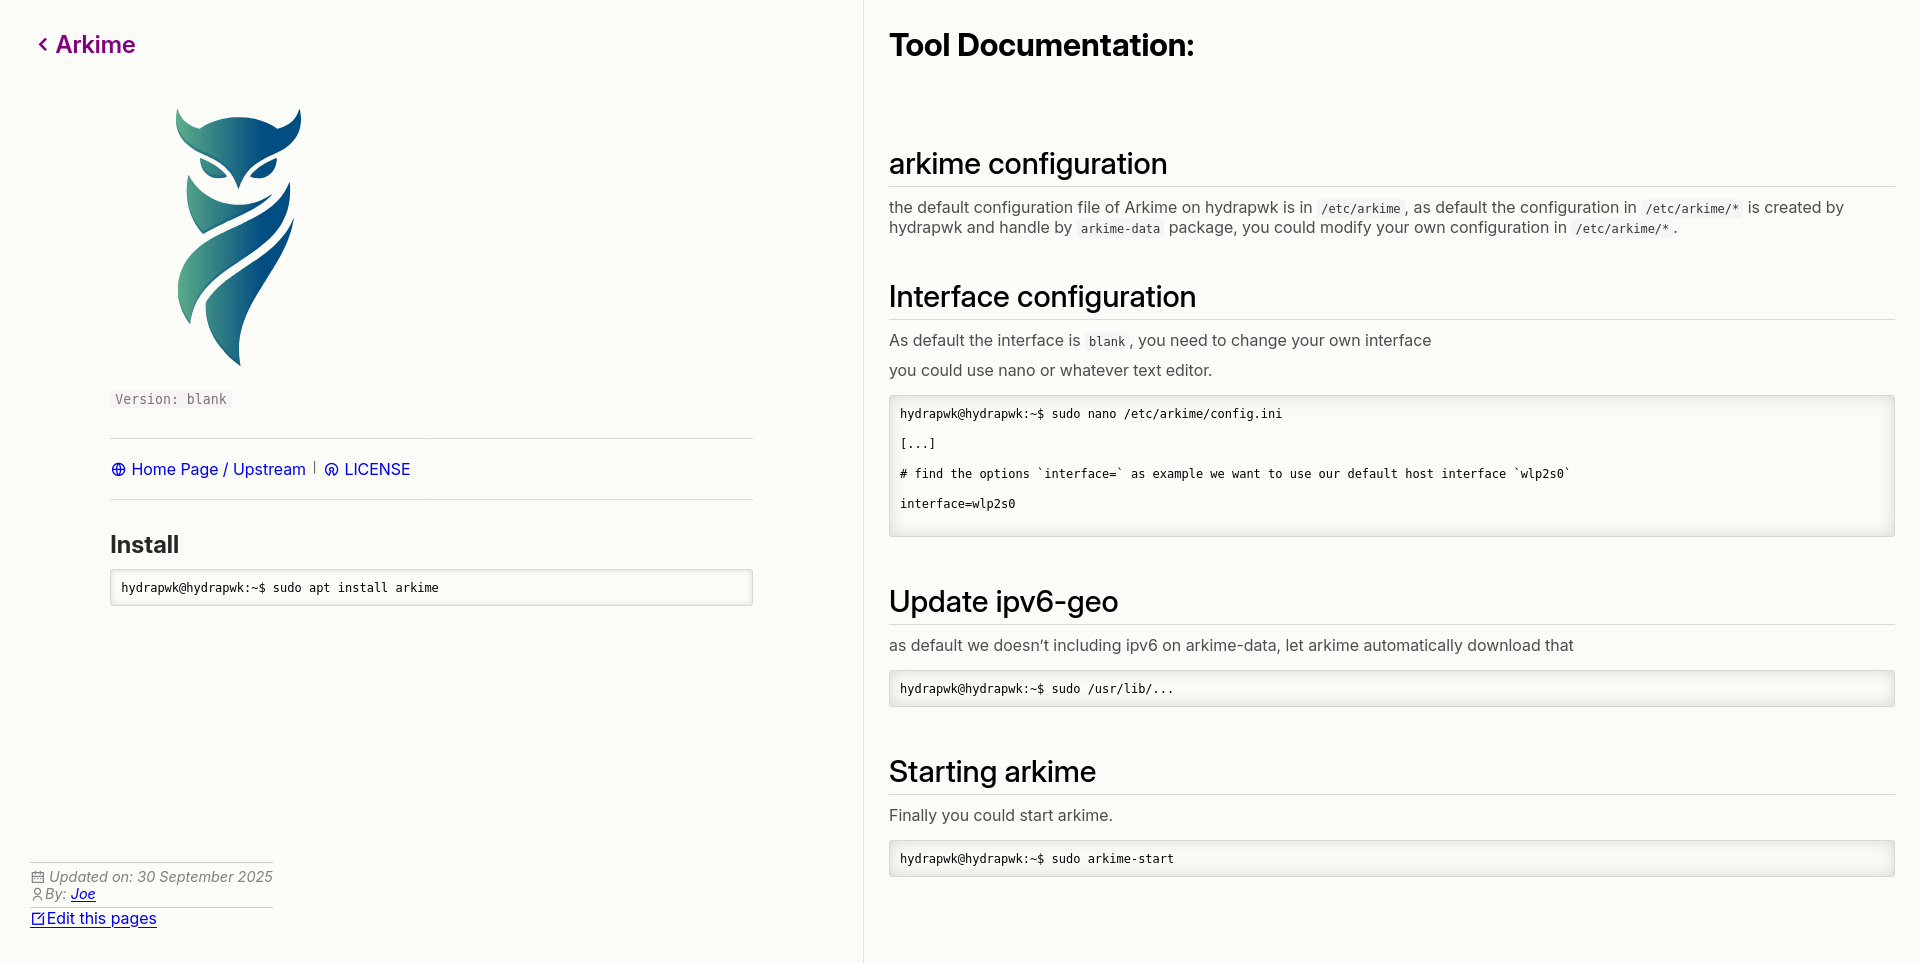 Arkime
Version: blank
Home Page / Upstream | LICENSE
Install
hydrapwk@hydrapwk:~$ sudo apt install arkime
Updated on: 30 September 2025
By: Joe
Edit this pages
Tool Documentation:
arkime configuration
the default configuration file of Arkime on hydrapwk is in /etc/arkime, as default the configuration in /etc/arkime/* is created by
hydrapwk and handle by arkime-data package, you could modify your own configuration in /etc/arkime/*.
Interface configuration
As default the interface is blank, you need to change your own interface
you could use nano or whatever text editor.
hydrapwk@hydrapwk:~$ sudo nano /etc/arkime/config.ini
[...]
# find the options `interface=` as example we want to use our default host interface `wlp2s0`
interface=wlp2s0
Update ipv6-geo
as default we doesn't including ipv6 on arkime-data, let arkime automatically download that
hydrapwk@hydrapwk:~$ sudo /usr/lib/...
Starting arkime
Finally you could start arkime.
hydrapwk@hydrapwk:~$ sudo arkime-start